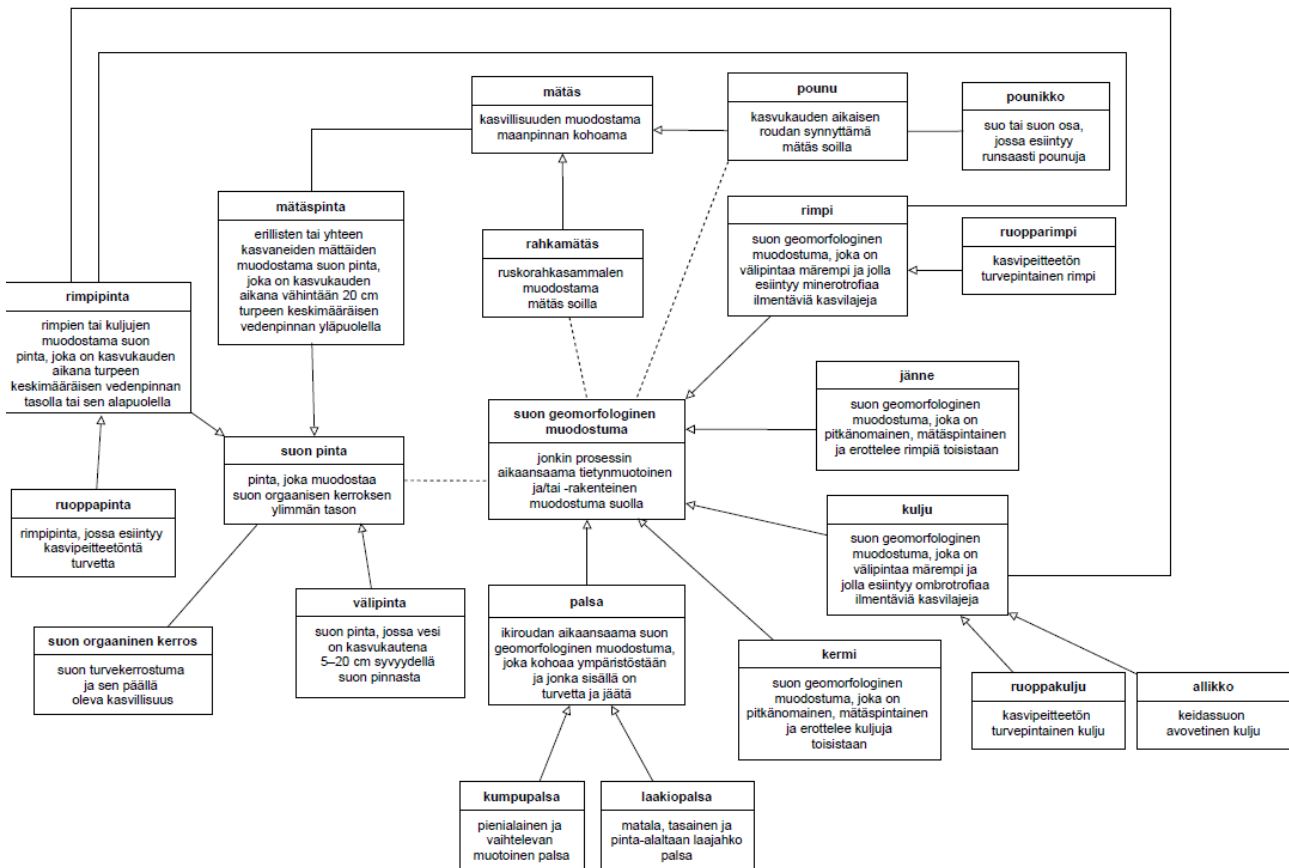 mätäs
kasvillisuuden muodostama
maanpinnan kohoama
pounu
kasvukauden aikaisen
roudan synnyttämä
mätäs soilla
pounikko
suo tai suon osa,
jossa esiintyy
runsaasti pounuja
mätäspinta
erillisten tai yhteen
kasvaneiden mättäiden
muodostama suon pinta,
joka on kasvukauden
aikana vähintään 20 cm
turpeen keskimääräisen
vedenpinnan yläpuolella
rahkamätäs
ruskorahkasammalen
muodostama
mätäs soilla
rimpi
suon geomorfologinen
muodostuma, joka on
välipintaa märempi ja jolla
esiintyy minerotrofiaa
ilmentäviä kasvilajeja
ruopparimpi
kasvipeitteetön
turvepintainen rimpi
rimpipinta
rimpien tai kuljujen
muodostama suon
pinta, joka on kasvukauden
aikana turpeen
keskimääräisen vedenpinnan
tasolla tai sen alapuolella
jänne
suon geomorfologinen
muodostuma, joka on
pitkänomainen, mätäspintainen
ja erottelee rimpiä toisistaan
suon geomorfologinen
muodostuma
jonkin prosessin
aikaansaama tietynmuotoinen
ja/tai -rakenteinen
muodostuma suolla
suon pinta
pinta, joka muodostaa
suon orgaanisen kerroksen
ylimmän tason
ruoppapinta
rimpipinta, jossa esiintyy
kasvipeitteetöntä
turvetta
kulju
suon geomorfologinen
muodostuma, joka on
välipintaa märempi ja
jolla esiintyy ombrotrofiaa
ilmentäviä kasvilajeja
suon orgaaninen kerros
suon turvekerrostuma
ja sen päällä
oleva kasvillisuus
välipinta
suon pinta, jossa vesi
on kasvukautena
5–20 cm syvyydellä
suon pinnasta
palsa
ikiroudan aikaansaama suon
geomorfologinen muodostuma,
joka kohoaa ympäristöstään
ja jonka sisällä on
turvetta ja jäätä
kermi
suon geomorfologinen
muodostuma, joka on
pitkänomainen, mätäspintainen
ja erottelee kuljuja
toisistaan
ruoppakulju
kasvipeitteetön
turvepintainen kulju
allikko
keidassuon
avovetinen kulju
kumpupalsa
pienialainen ja
vaihtelevan
muotoinen palsa
laakiopalsa
matala, tasainen ja
pinta-alaltaan laajahko
palsa